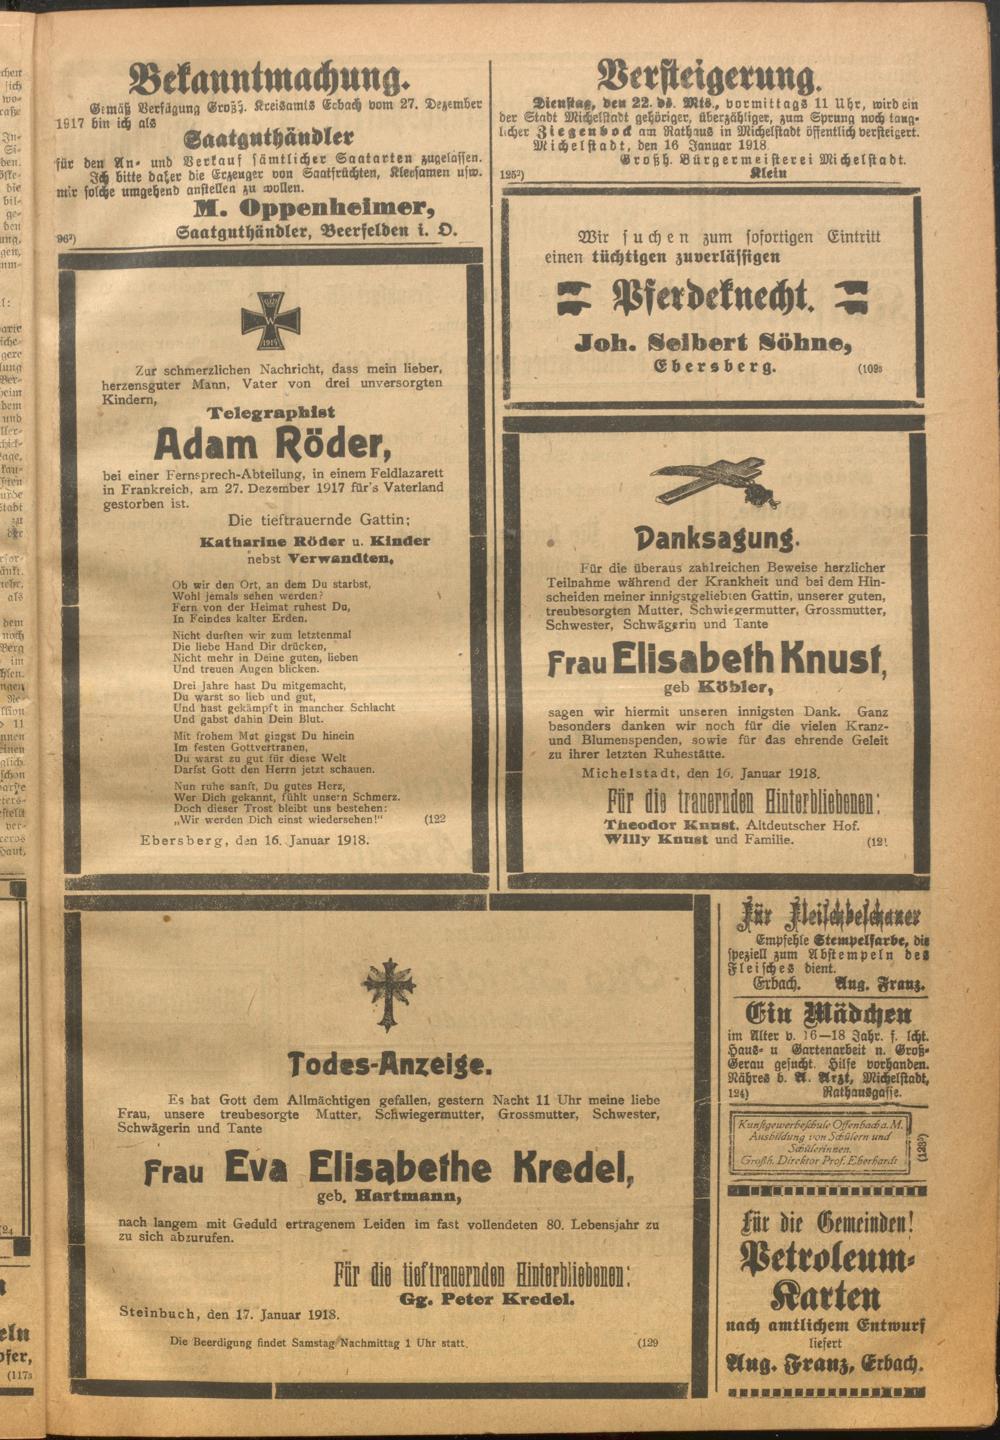 Bekanntmachung.
Gemäß Verfügung Großh. Kreisamts Erbach vom 27. Dezember
1917 bin ich als
Saatguthändler
für den An- und Verkauf sämtlicher Saatarten zugelassen.
Ich bitte daher die Erzeuger von Saatfrüchten, Kleesamen usw.
mir solche umgehend anstellen zu wollen.
M. Oppenheimer,
96²) Saatguthändler, Beerfelden i. O.
Zur schmerzlichen Nachricht, dass mein lieber,
herzensguter Mann, Vater von drei unversorgten
Kindern,
Telegraphist
Adam Röder,
bei einer Fernsprech-Abteilung, in einem Feldlazarett
in Frankreich, am 27. Dezember 1917 für's Vaterland
gestorben ist.
Die tieftrauernde Gattin;
Katharine Röder u. Kinder
nebst Verwandten,
Ob wir den Ort, an dem Du starbst,
Wohl jemals sehen werden?
Fern von der Heimat ruhest Du,
In Feindes kalter Erden.
Nicht durften wir zum letztenmal
Die liebe Hand Dir drücken,
Nicht mehr in Deine guten, lieben
Und treuen Augen blicken.
Drei Jahre hast Du mitgemacht,
Du warst so lieb und gut,
Und hast gekämpft in mancher Schlacht
Und gabst dahin Dein Blut.
Mit frohem Mut gingst Du hinein
Im festen Gottvertranen,
Du warst zu gut für diese Welt
Darfst Gott den Herrn jetzt schauen.
Nun ruhe sanft, Du gutes Herz,
Wer Dich gekannt, fühlt unsern Schmerz.
Doch dieser Trost bleibt uns bestehen:
„Wir werden Dich einst wiedersehen!" (122
Ebersberg, den 16. Januar 1918.
Versteigerung.
Dienstag, den 22. ds. Mts., vormittags 11 Uhr, wird ein
der Stadt Michelstadt gehöriger, überzähliger, zum Sprung noch taug-
licher Ziegenbock am Rathaus in Michelstadt öffentlich versteigert.
Michelstadt, den 16 Januar 1918
Großh. Bürgermeisterei Michelstadt.
125²) Klein
Wir suchen zum sofortigen Eintritt
einen tüchtigen zuverlässigen
Pferdeknecht.
Joh. Seibert Söhne,
Ebersberg. (109³
Danksagung.
Für die überaus zahlreichen Beweise herzlicher
Teilnahme während der Krankheit und bei dem Hin-
scheiden meiner innigstgeliebten Gattin, unserer guten,
treubesorgten Mutter, Schwiegermutter, Grossmutter,
Schwester, Schwägerin und Tante
Frau Elisabeth Knust,
geb Köbler,
sagen wir hiermit unseren innigsten Dank. Ganz
besonders danken wir noch für die vielen Kranz-
und Blumenspenden, sowie für das ehrende Geleit
zu ihrer letzten Ruhestätte.
Michelstadt, den 16. Januar 1918.
Für die trauernden Hinterbliebenen:
Theodor Knust, Altdeutscher Hof.
Willy Knust und Familie. (12!
Todes-Anzeige.
Es hat Gott dem Allmächtigen gefallen, gestern Nacht 11 Uhr meine liebe
Frau, unsere treubesorgte Mutter, Schwiegermutter, Grossmutter, Schwester,
Schwägerin und Tante
Frau Eva Elisabethe Kredel,
geb. Hartmann,
nach langem mit Geduld ertragenem Leiden im fast vollendeten 80. Lebensjahr zu
zu sich abzurufen.
Für die tieftrauernden Hinterbliebenen:
Gg. Peter Kredel.
Steinbuch, den 17. Januar 1918.
Die Beerdigung findet Samstag Nachmittag 1 Uhr statt. (129
Für Fleischbeschauer
Empfehle Stempelfarbe, die
speziell zum Abstempeln des
Fleisches dient.
Erbach. Aug. Franz.
Ein Mädchen
im Alter v. 16—18 Jahr. f. lcht.
Haus- u Gartenarbeit n. Groß-
Gerau gesucht. Hilfe vorhanden.
Nähres b. A. Arzt, Michelstadt,
124) Rathausgasse.
Kunstgewerbeschule Offenbach a. M.
Ausbildung von Schülern und
Schülerinnen.
Großh. Direktor Prof. Eberhardt
(128³)
Für die Gemeinden!
Petroleum-
Karten
nach amtlichem Entwurf
liefert
Aug. Franz, Erbach.